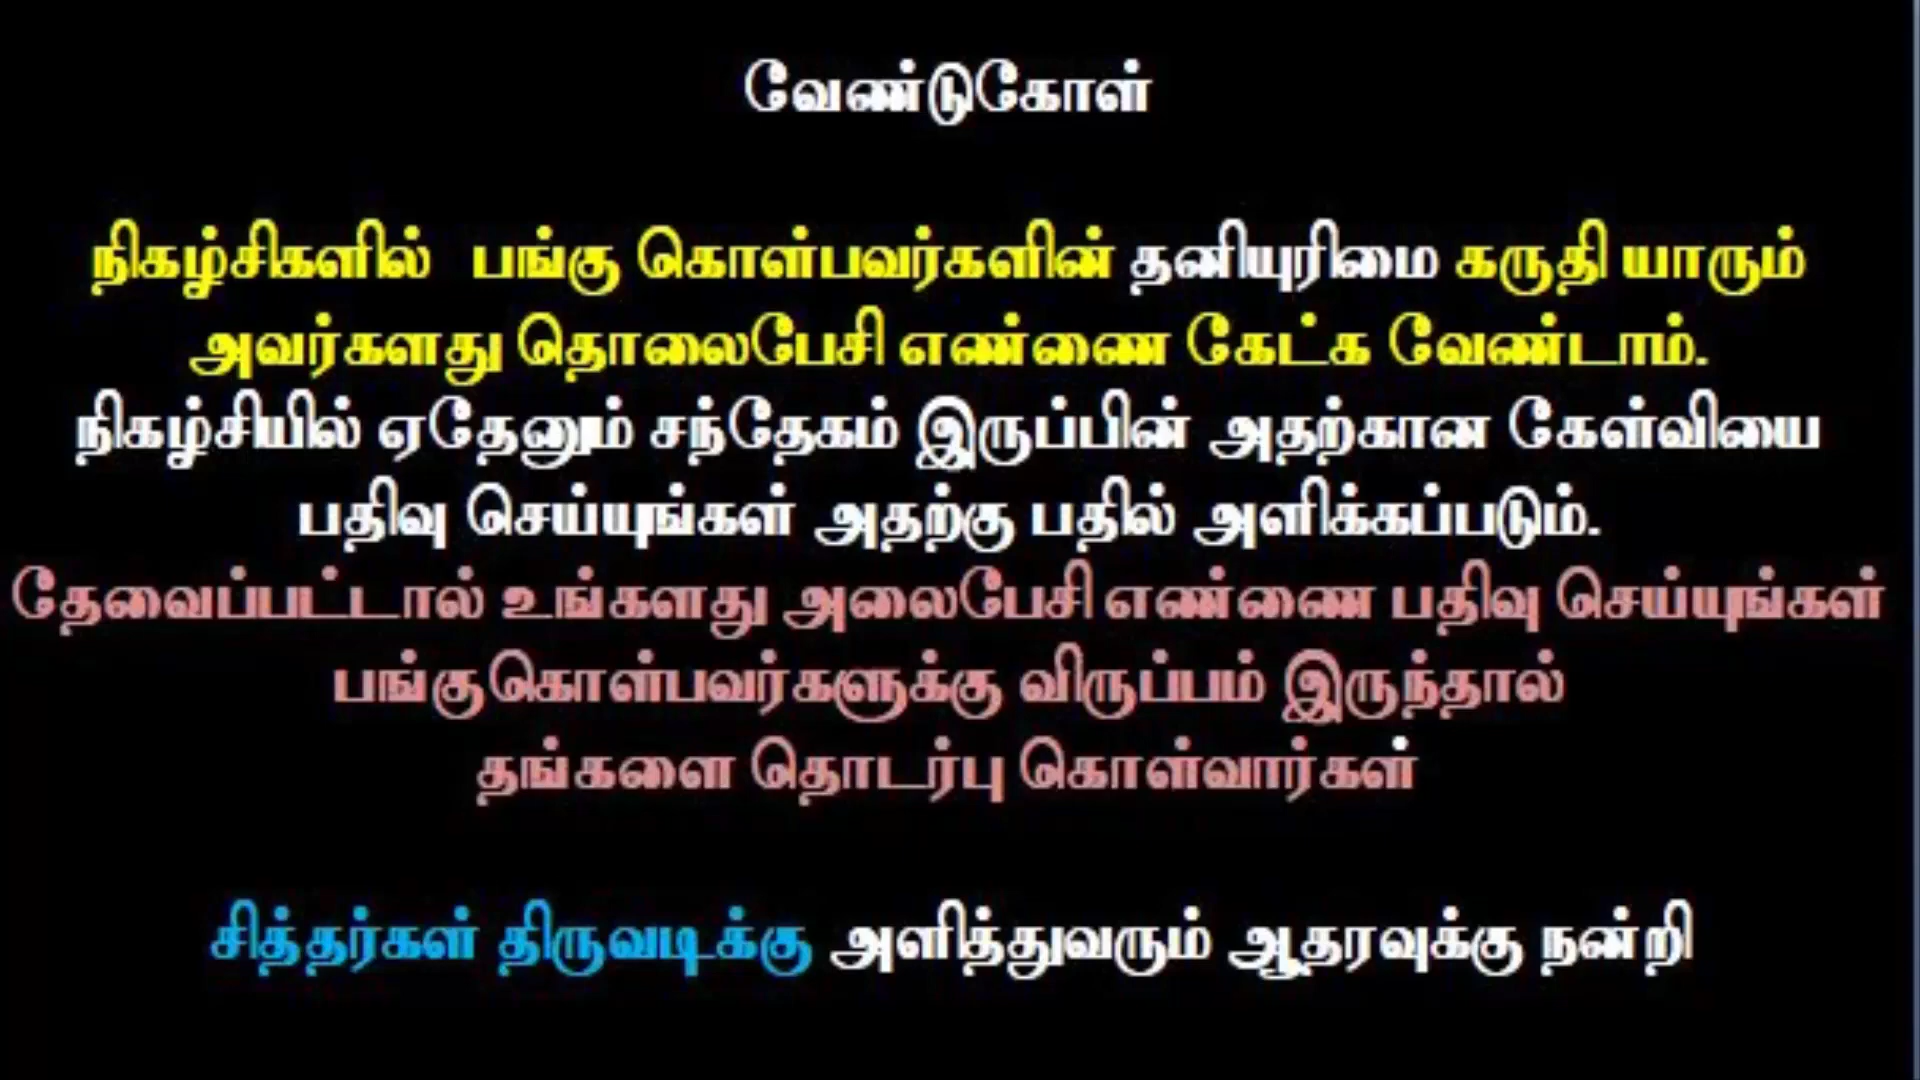 வேண்டுகோள்
நிகழ்சிகளில் பங்கு கொள்பவர்களின் தனியுரிமை கருதி யாரும்
அவர்களது தொலைபேசி எண்ணை கேட்க வேண்டாம்.
நிகழ்சியில் ஏதேனும் சந்தேகம் இருப்பின் அதற்கான கேள்வியை
பதிவு செய்யுங்கள் அதற்கு பதில் அளிக்கப்படும்.
தேவைப்பட்டால் உங்களது அலைபேசி எண்ணை பதிவு செய்யுங்கள்
பங்குகொள்பவர்களுக்கு விருப்பம் இருந்தால்
தங்களை தொடர்பு கொள்வார்கள்
சித்தர்கள் திருவடிக்கு அளித்துவரும் ஆதரவுக்கு நன்றி